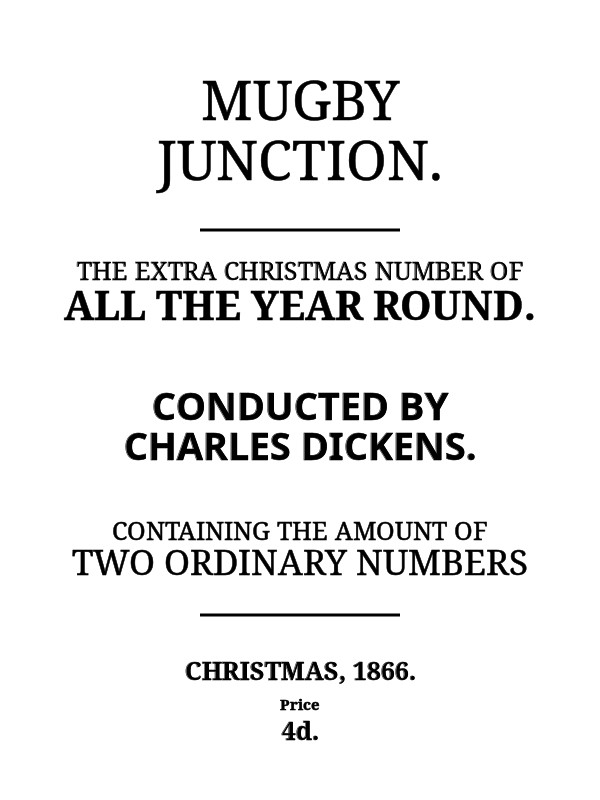 MUGBY
JUNCTION.
THE EXTRA CHRISTMAS NUMBER OF
ALL THE YEAR ROUND.
CONDUCTED BY
CHARLES DICKENS.
CONTAINING THE AMOUNT OF
TWO ORDINARY NUMBERS
CHRISTMAS, 1866.
Price
4d.